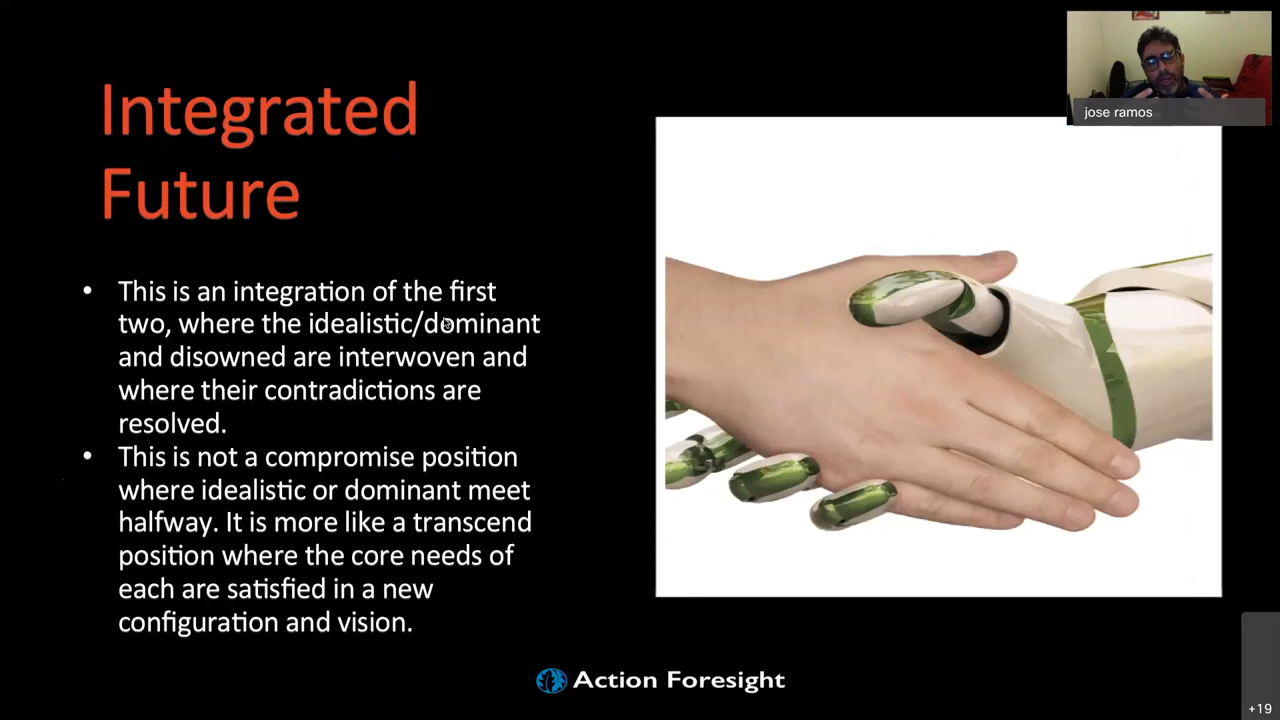 Integrated
Future
• This is an integration of the first
two, where the idealistic/dominant
and disowned are interwoven and
where their contradictions are
resolved.
• This is not a compromise position
where idealistic or dominant meet
halfway. It is more like a transcend
position where the core needs of
each are satisfied in a new
configuration and vision.
jose ramos
Action Foresight
+19